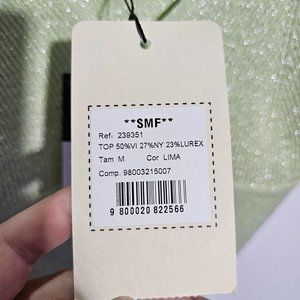 **SMF**
Ref: 239351
TOP 50%VI 27%NY 23%LUREX
Tam M Cor LIMA
Comp. 98003215007
9 800020 822566